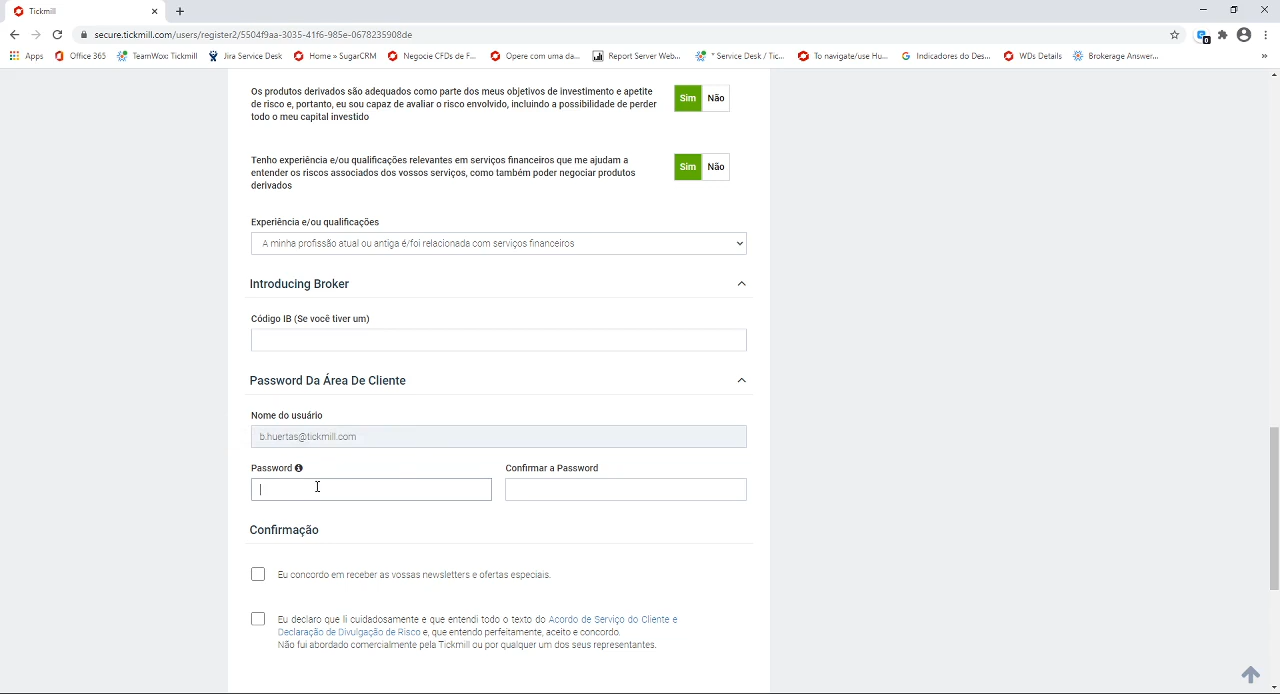 Tickmill
secure.tickmill.com/users/register2/5504f9aa-3035-41f6-985e-0678235908de
Apps Office 365 TeamWox: Tickmill Jira Service Desk Home » SugarCRM Negocie CFDs de F... Opere com uma da... Report Server Web... * Service Desk / Tic... To navigate/use Hu... Indicadores do Des... WDs Details Brokerage Answer... »
Os produtos derivados são adequados como parte dos meus objetivos de investimento e apetite
de risco e, portanto, eu sou capaz de avaliar o risco envolvido, incluindo a possibilidade de perder
todo o meu capital investido
Sim Não
Tenho experiência e/ou qualificações relevantes em serviços financeiros que me ajudam a
entender os riscos associados dos vossos serviços, como também poder negociar produtos
derivados
Sim Não
Experiência e/ou qualificações
A minha profissão atual ou antiga é/foi relacionada com serviços financeiros
Introducing Broker
Código IB (Se você tiver um)
Password Da Área De Cliente
Nome do usuário
b.huertas@tickmill.com
Password Confirmar a Password
Confirmação
Eu concordo em receber as vossas newsletters e ofertas especiais.
Eu declaro que li cuidadosamente e que entendi todo o texto do Acordo de Serviço do Cliente e
Declaração de Divulgação de Risco e, que entendo perfeitamente, aceito e concordo.
Não fui abordado comercialmente pela Tickmill ou por qualquer um dos seus representantes.